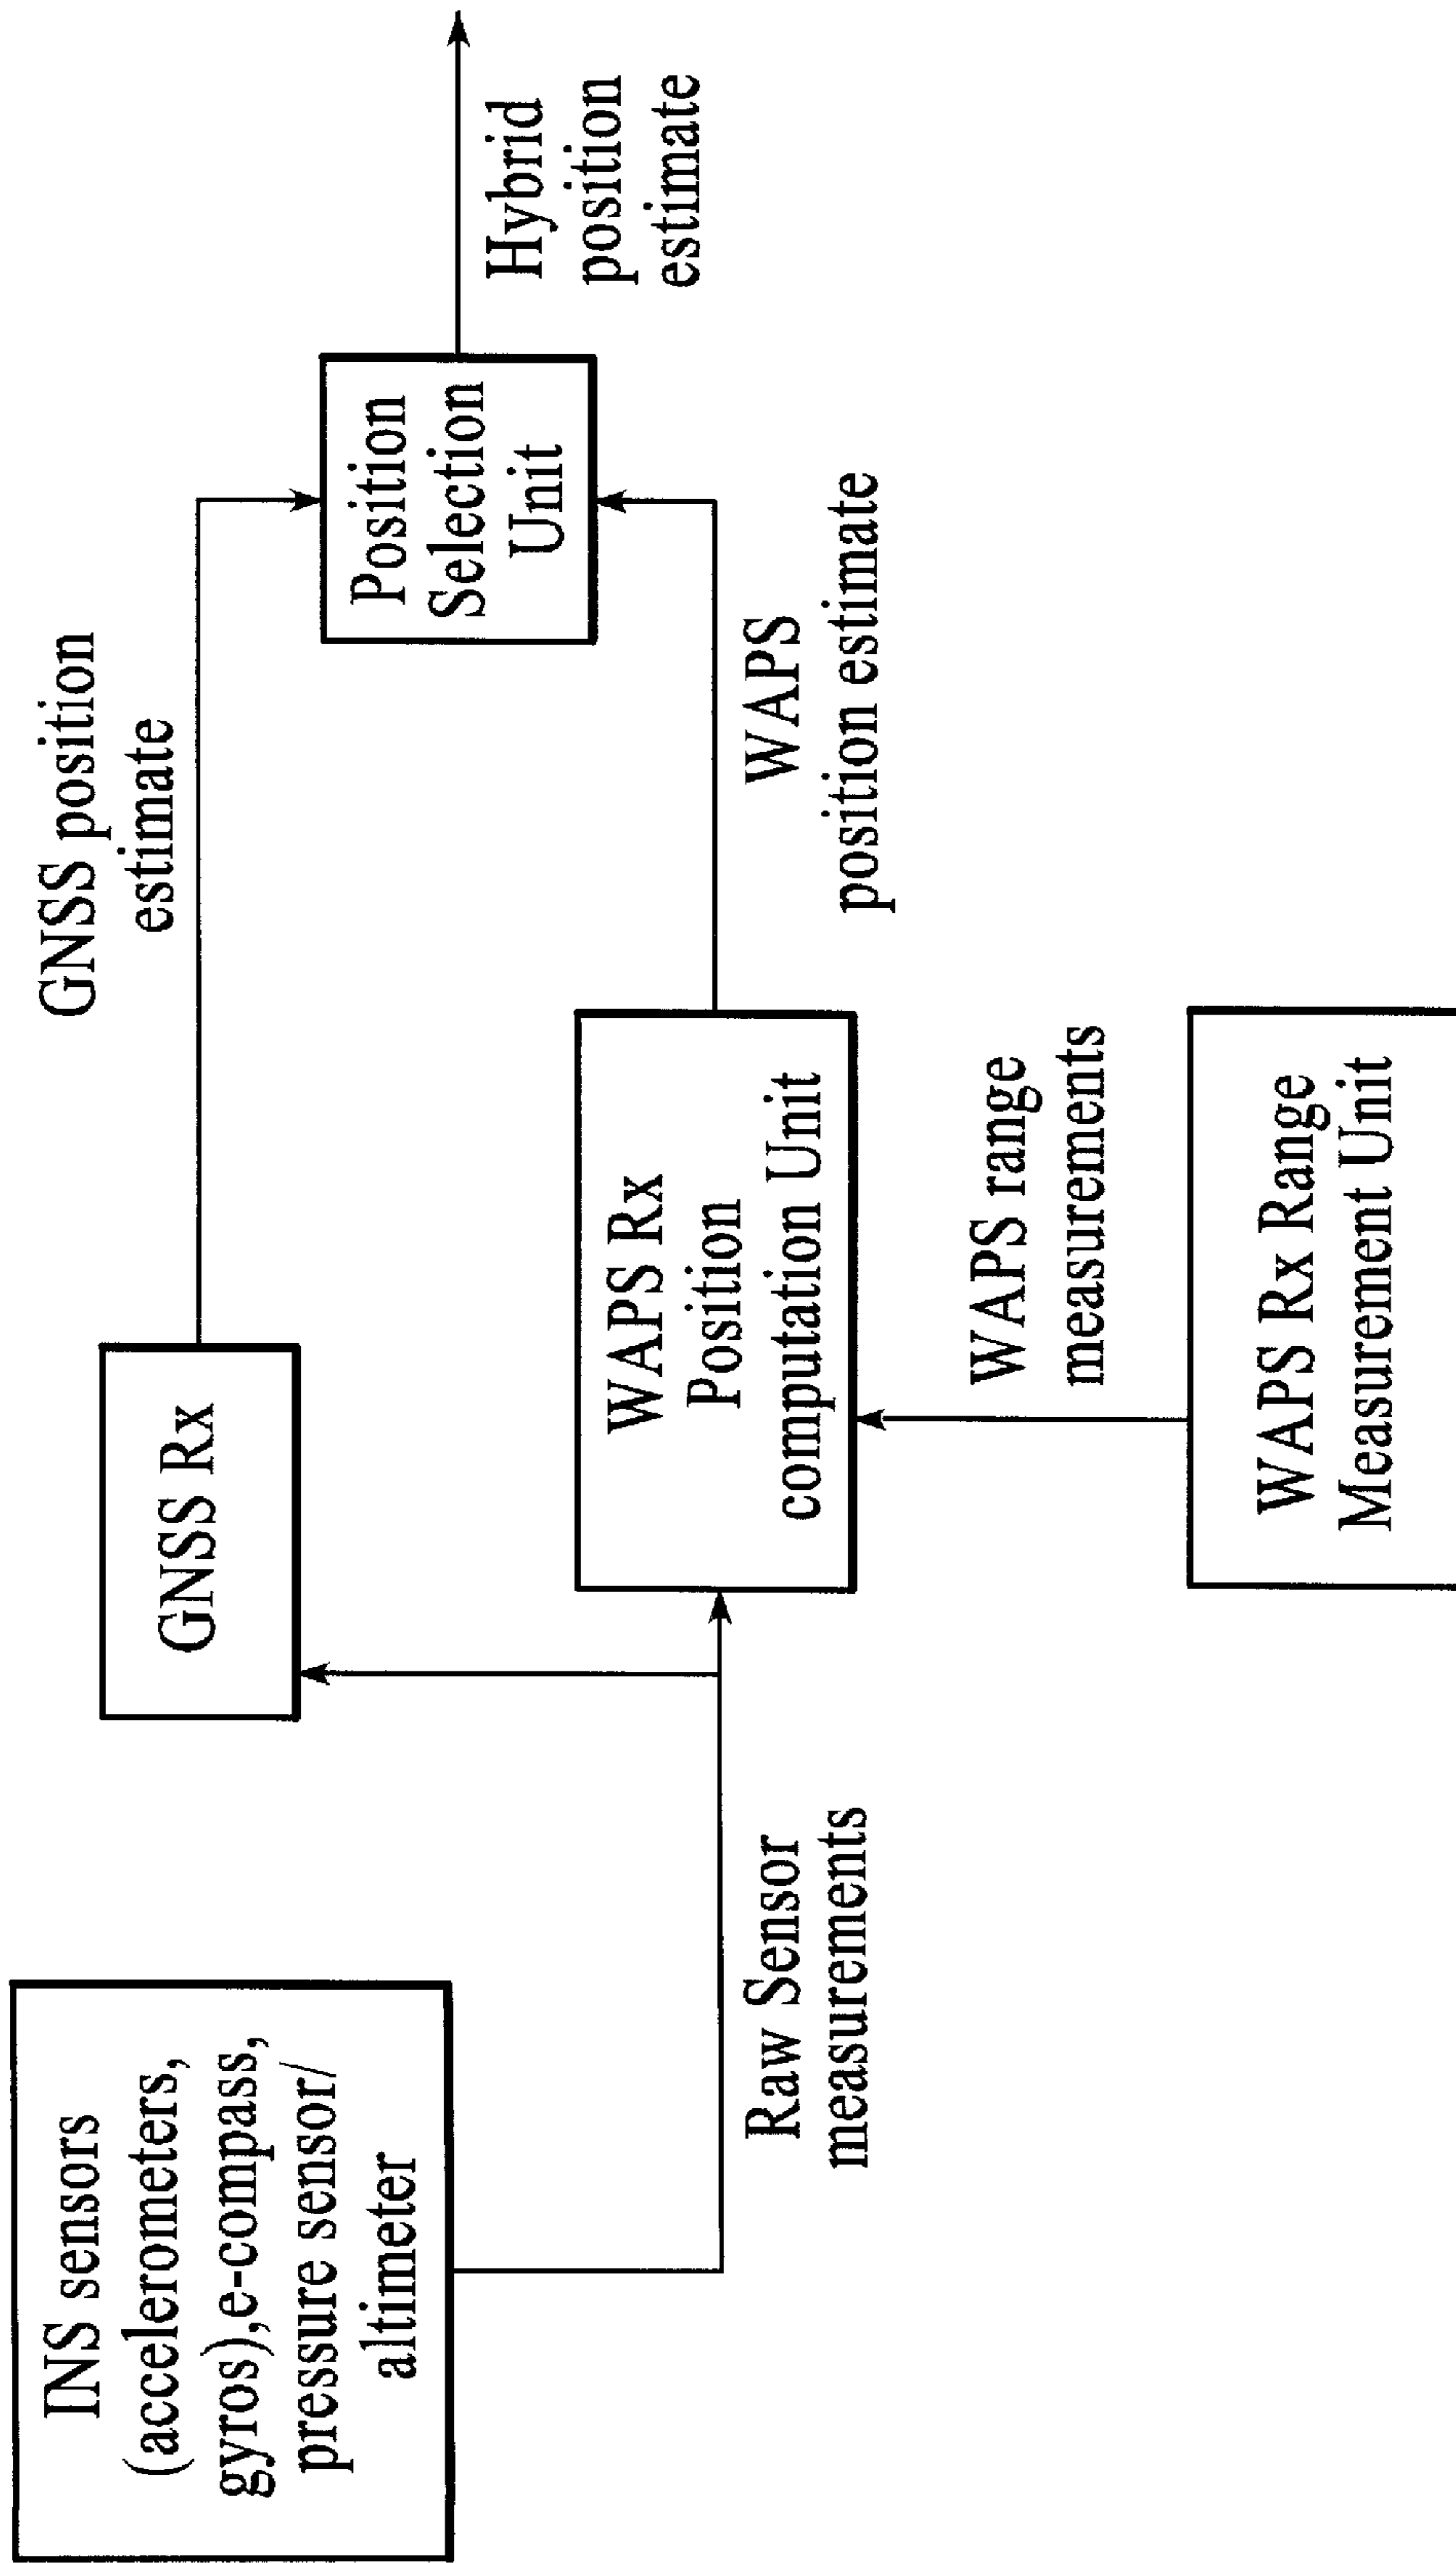 INS sensors
(accelerometers,
gyros),e-compass,
pressure sensor/
altimeter
Raw Sensor
measurements
GNSS Rx
GNSS position
estimate
WAPS Rx
Position
computation Unit
WAPS range
measurements
WAPS Rx Range
Measurement Unit
WAPS
position estimate
Position
Selection
Unit
Hybrid
position
estimate